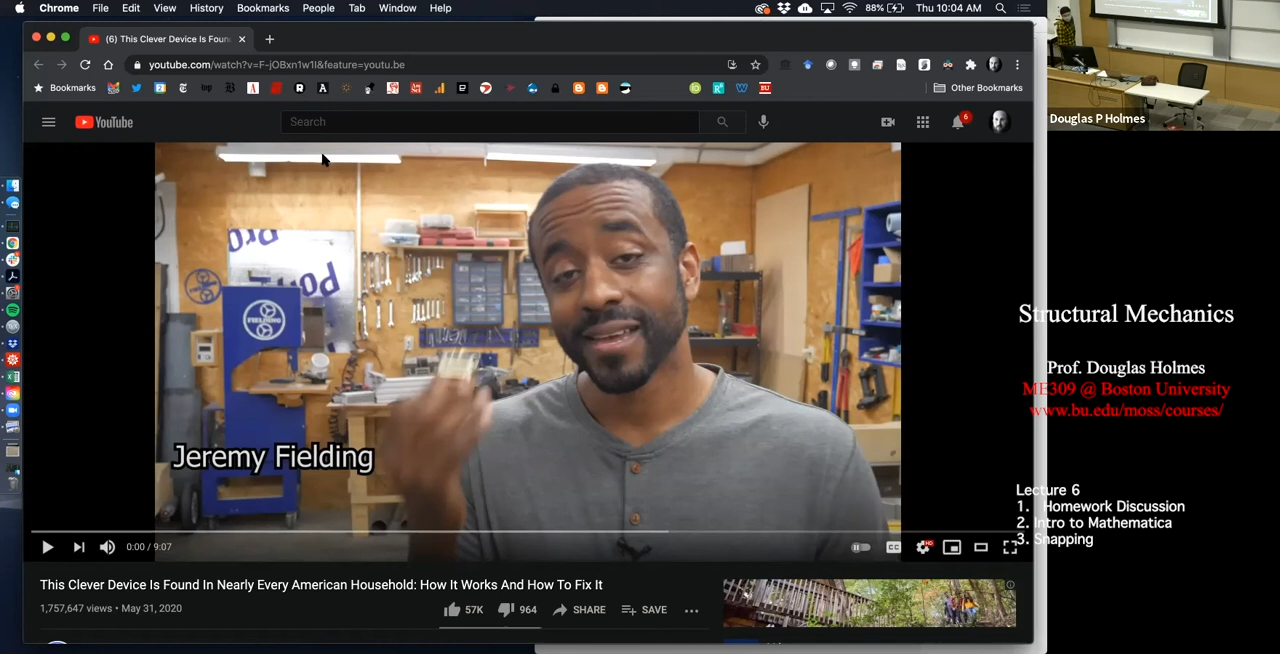 Chrome File Edit View History Bookmarks People Tab Window Help
88% Thu 10:04 AM
(6) This Clever Device Is Foun
youtube.com/watch?v=F-jOBxn1w1I&feature=youtu.be
Bookmarks
Other Bookmarks
YouTube
Search
6
Douglas P Holmes
FIELDING
Jeremy Fielding
Structural Mechanics
Prof. Douglas Holmes
ME309 @ Boston University
www.bu.edu/moss/courses/
Lecture 6
1. Homework Discussion
2. Intro to Mathematica
3. Snapping
0:00 / 9:07
CC
HD
This Clever Device Is Found In Nearly Every American Household: How It Works And How To Fix It
1,757,647 views • May 31, 2020
57K 964 SHARE SAVE